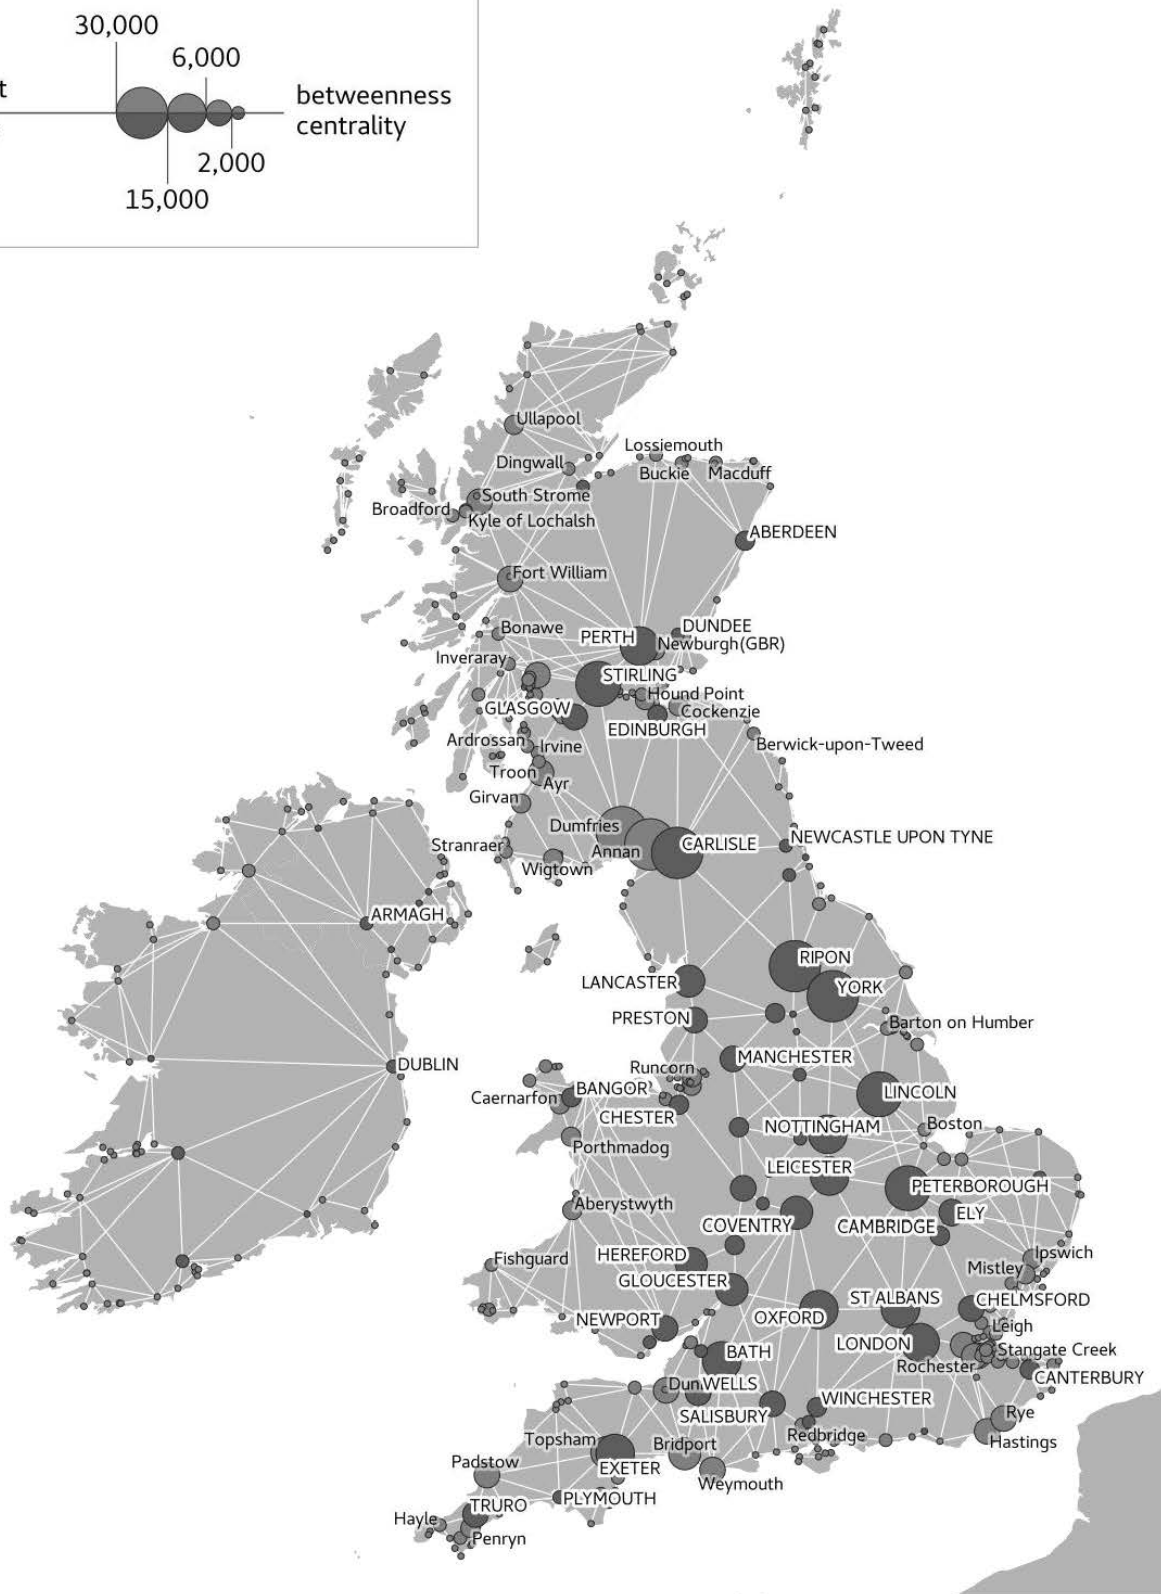 30,000
6,000
t
betweenness
centrality
2,000
15,000
Ullapool
Lossiemouth
Dingwall
Buckie
Macduff
South Strome
Broadford
Kyle of Lochalsh
ABERDEEN
Fort William
DUNDEE
Bonawe
PERTH
Newburgh(GBR)
Inveraray
STIRLING
Hound Point
GLASGOW
Cockenzie
EDINBURGH
Ardrossan
Irvine
Berwick-upon-Tweed
Troon
Ayr
Girvan
Dumfries
NEWCASTLE UPON TYNE
Stranraer
Annan
CARLISLE
Wigtown
ARMAGH
RIPON
LANCASTER
YORK
PRESTON
Barton on Humber
MANCHESTER
DUBLIN
Runcorn
BANGOR
LINCOLN
Caernarfon
CHESTER
NOTTINGHAM
Boston
Porthmadog
LEICESTER
PETERBOROUGH
Aberystwyth
ELY
COVENTRY
CAMBRIDGE
Fishguard
HEREFORD
Ipswich
Mistley
GLOUCESTER
ST ALBANS
CHELMSFORD
NEWPORT
OXFORD
Leigh
LONDON
BATH
Stangate Creek
Rochester
CANTERBURY
Dun
WELLS
WINCHESTER
SALISBURY
Rye
Redbridge
Topsham
Bridport
Hastings
Padstow
EXETER
Weymouth
PLYMOUTH
TRURO
Hayle
Penryn